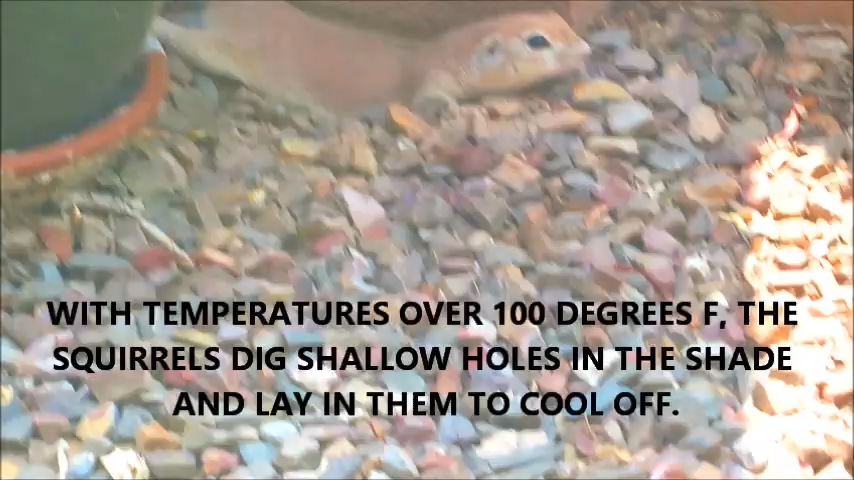 WITH TEMPERATURES OVER 100 DEGREES F, THE
SQUIRRELS DIG SHALLOW HOLES IN THE SHADE
AND LAY IN THEM TO COOL OFF.